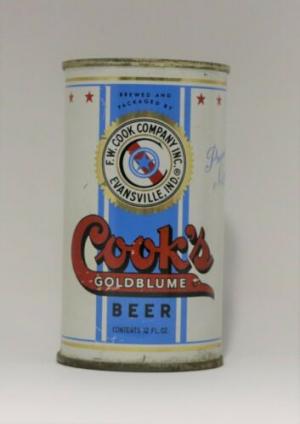 BREWED AND
PACKAGED BY
F.W. COOK COMPANY INC.
EVANSVILLE, IND.
Cook's
GOLDBLUME
BEER
CONTENTS 12 FL. OZ.